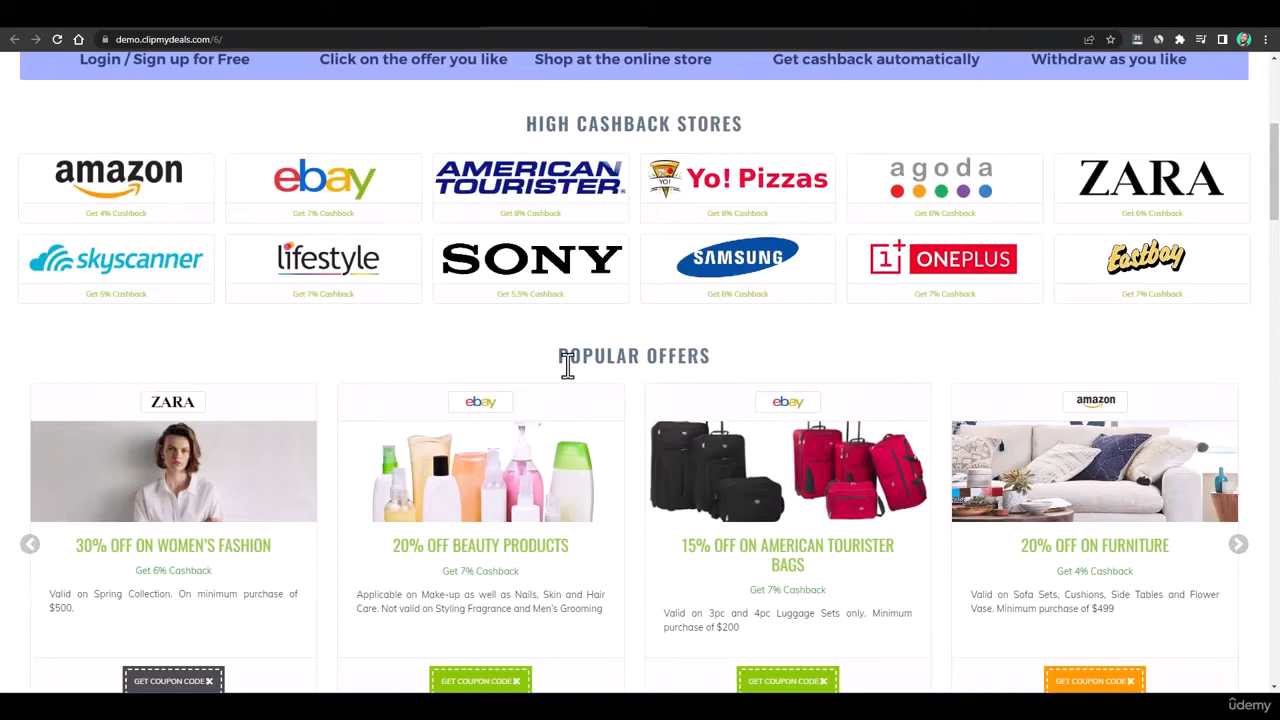 demo.clipmydeals.com/6/
Login / Sign up for Free Click on the offer you like Shop at the online store Get cashback automatically Withdraw as you like
HIGH CASHBACK STORES
amazon ebay AMERICAN TOURISTER YO! Yo! Pizzas agoda ZARA
Get 4% Cashback Get 7% Cashback Get 8% Cashback Get 8% Cashback Get 6% Cashback Get 6% Cashback
skyscanner lifestyle SONY SAMSUNG 1+ ONEPLUS Eastbay
Get 5% Cashback Get 7% Cashback Get 5.5% Cashback Get 6% Cashback Get 7% Cashback Get 7% Cashback
POPULAR OFFERS
ZARA ebay ebay amazon
30% OFF ON WOMEN'S FASHION
Get 6% Cashback
Valid on Spring Collection. On minimum purchase of
$500.
GET COUPON CODE
20% OFF BEAUTY PRODUCTS
Get 7% Cashback
Applicable on Make-up as well as Nails, Skin and Hair
Care. Not valid on Styling Fragrance and Men's Grooming
GET COUPON CODE
15% OFF ON AMERICAN TOURISTER
BAGS
Get 7% Cashback
Valid on 3pc and 4pc Luggage Sets only. Minimum
purchase of $200
GET COUPON CODE
20% OFF ON FURNITURE
Get 4% Cashback
Valid on Sofa Sets, Cushions, Side Tables and Flower
Vase. Minimum purchase of $499
GET COUPON CODE
udemy